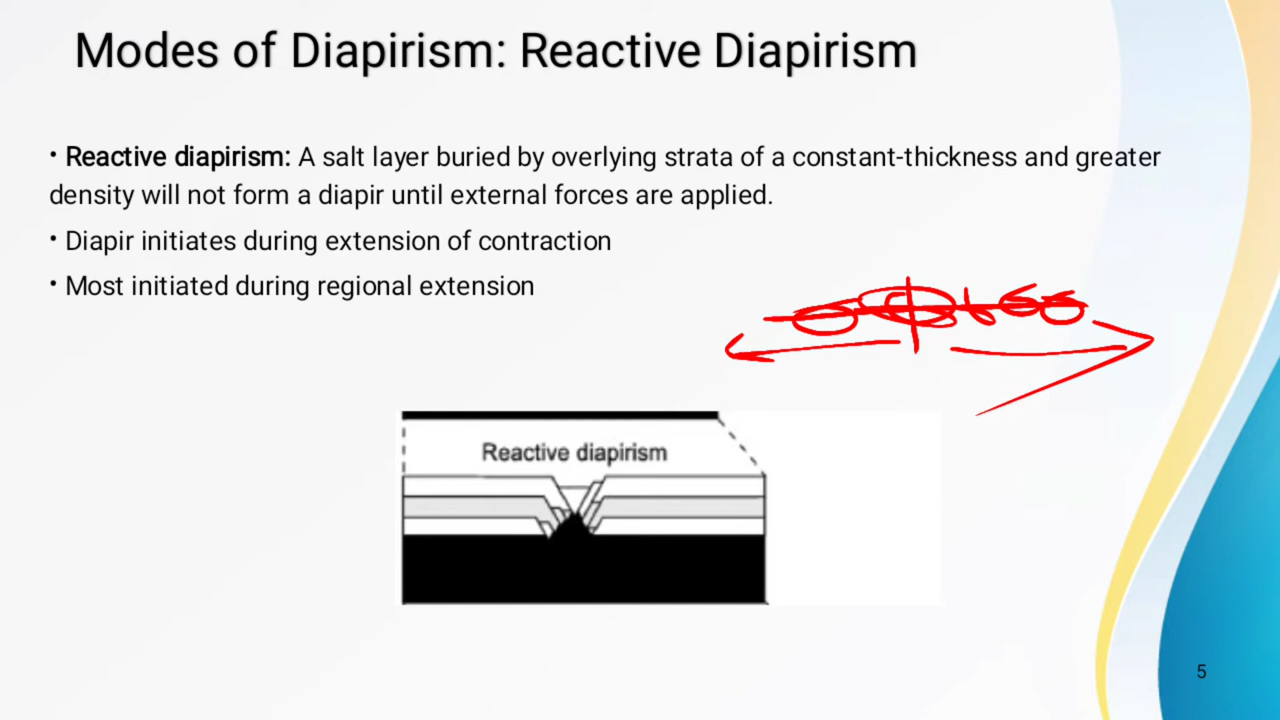 Modes of Diapirism: Reactive Diapirism
• Reactive diapirism: A salt layer buried by overlying strata of a constant-thickness and greater
density will not form a diapir until external forces are applied.
• Diapir initiates during extension of contraction
• Most initiated during regional extension
Reactive diapirism
5